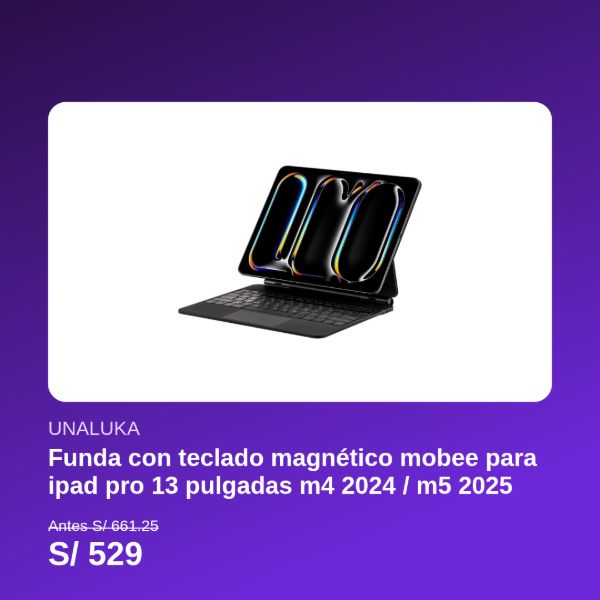 UNALUKA
Funda con teclado magnético mobee para
ipad pro 13 pulgadas m4 2024 / m5 2025
Antes S/ 661.25
S/ 529